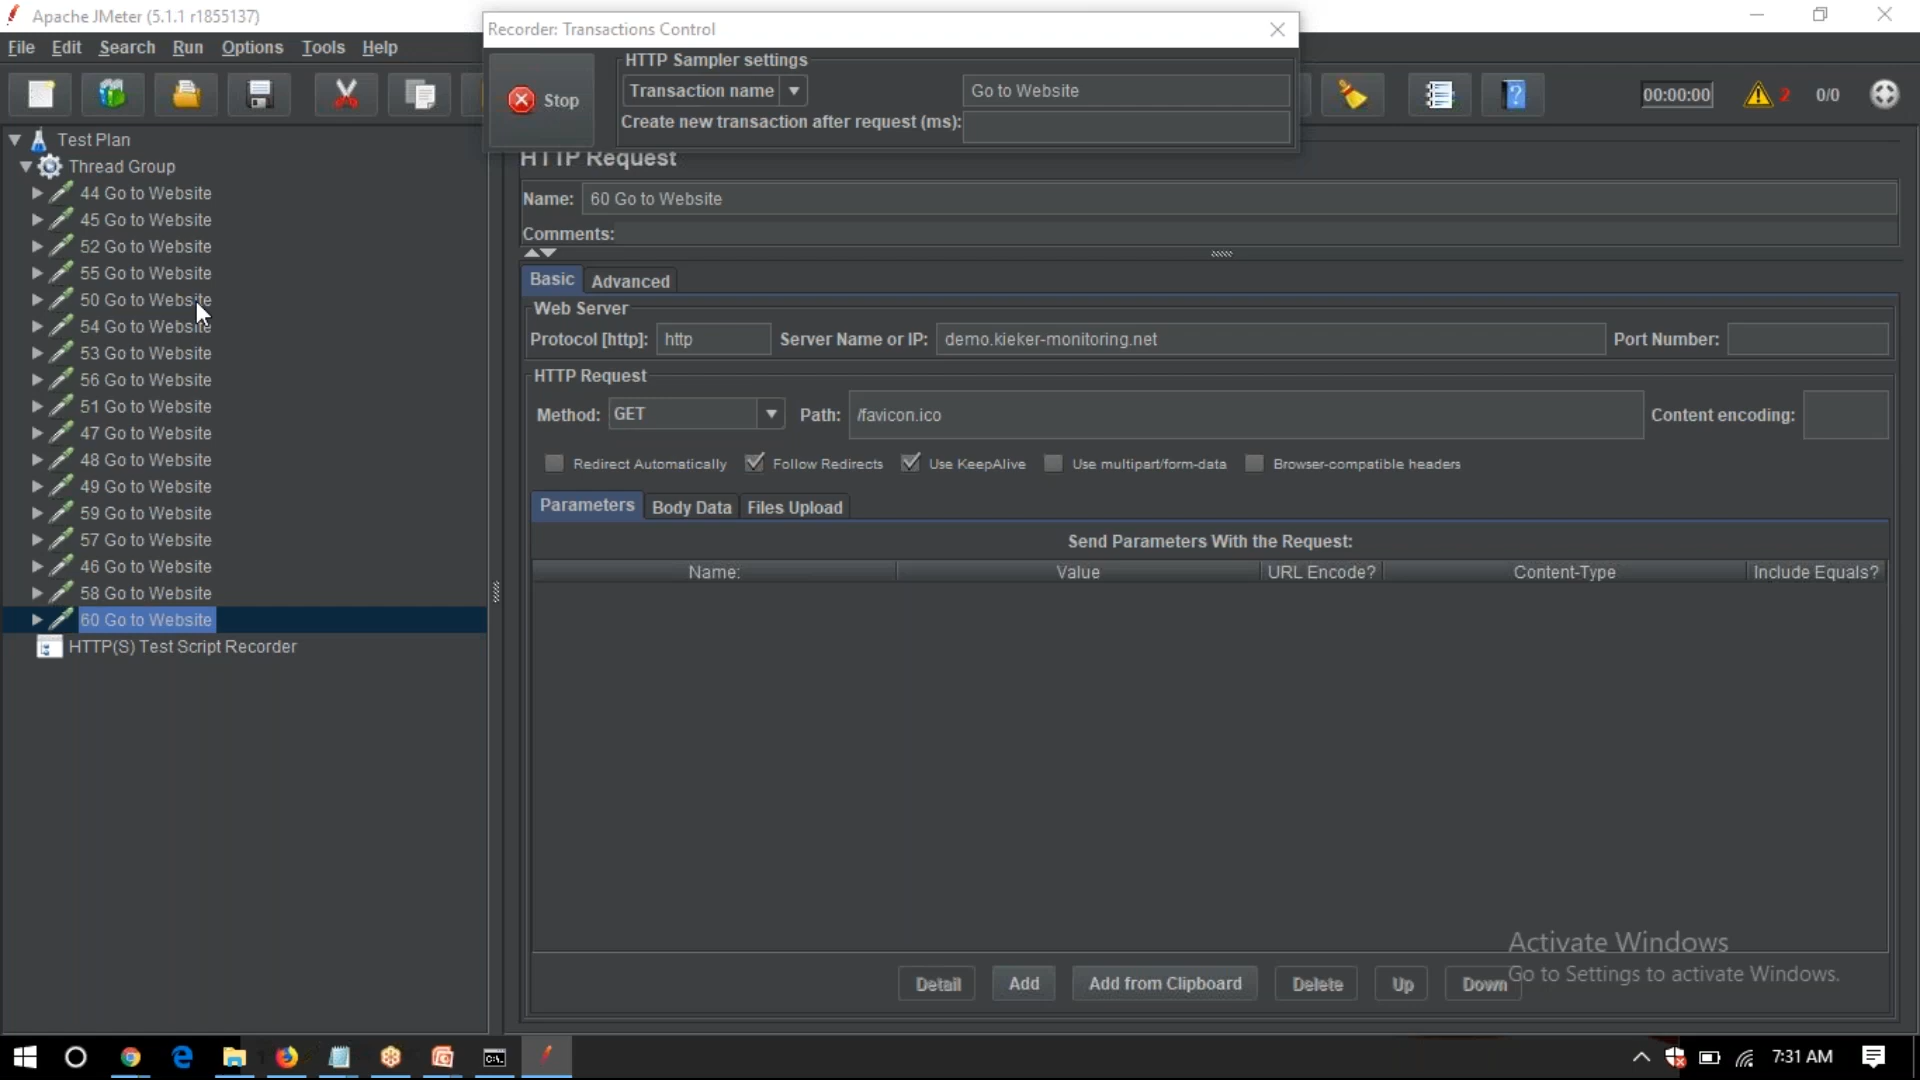 Apache JMeter (5.1.1 r1855137)
File Edit Search Run Options Tools Help
Recorder: Transactions Control
Stop
HTTP Sampler settings
Transaction name
Go to Website
Create new transaction after request (ms):
00:00:00
2
0/0
Test Plan
Thread Group
44 Go to Website
45 Go to Website
52 Go to Website
55 Go to Website
50 Go to Website
54 Go to Website
53 Go to Website
56 Go to Website
51 Go to Website
47 Go to Website
48 Go to Website
49 Go to Website
59 Go to Website
57 Go to Website
46 Go to Website
58 Go to Website
60 Go to Website
HTTP(S) Test Script Recorder
HTTP Request
Name: 60 Go to Website
Comments:
Basic Advanced
Web Server
Protocol [http]: http Server Name or IP: demo.kieker-monitoring.net Port Number:
HTTP Request
Method: GET Path: /favicon.ico Content encoding:
Redirect Automatically Follow Redirects Use KeepAlive Use multipart/form-data Browser-compatible headers
Parameters Body Data Files Upload
Send Parameters With the Request:
Name: Value URL Encode? Content-Type Include Equals?
Detail Add Add from Clipboard Delete Up Down
Activate Windows
Go to Settings to activate Windows.
7:31 AM